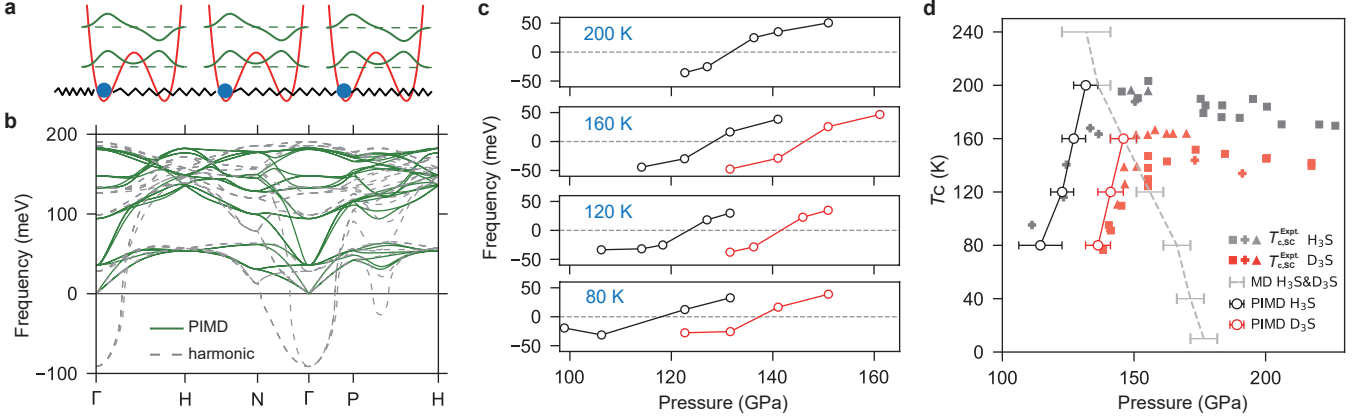 a
b
200
100
0
−100
Frequency (meV)
PIMD
harmonic
Γ H N Γ P H
c
50
0
−50
200 K
50
0
−50
160 K
50
0
−50
120 K
50
0
−50
80 K
Frequency (meV)
100 120 140 160
Pressure (GPa)
d
240
200
160
120
80
40
0
Tc (K)
T Expt. c,SC H₃S
T Expt. c,SC D₃S
MD H₃S&D₃S
PIMD H₃S
PIMD D₃S
100 150 200
Pressure (GPa)